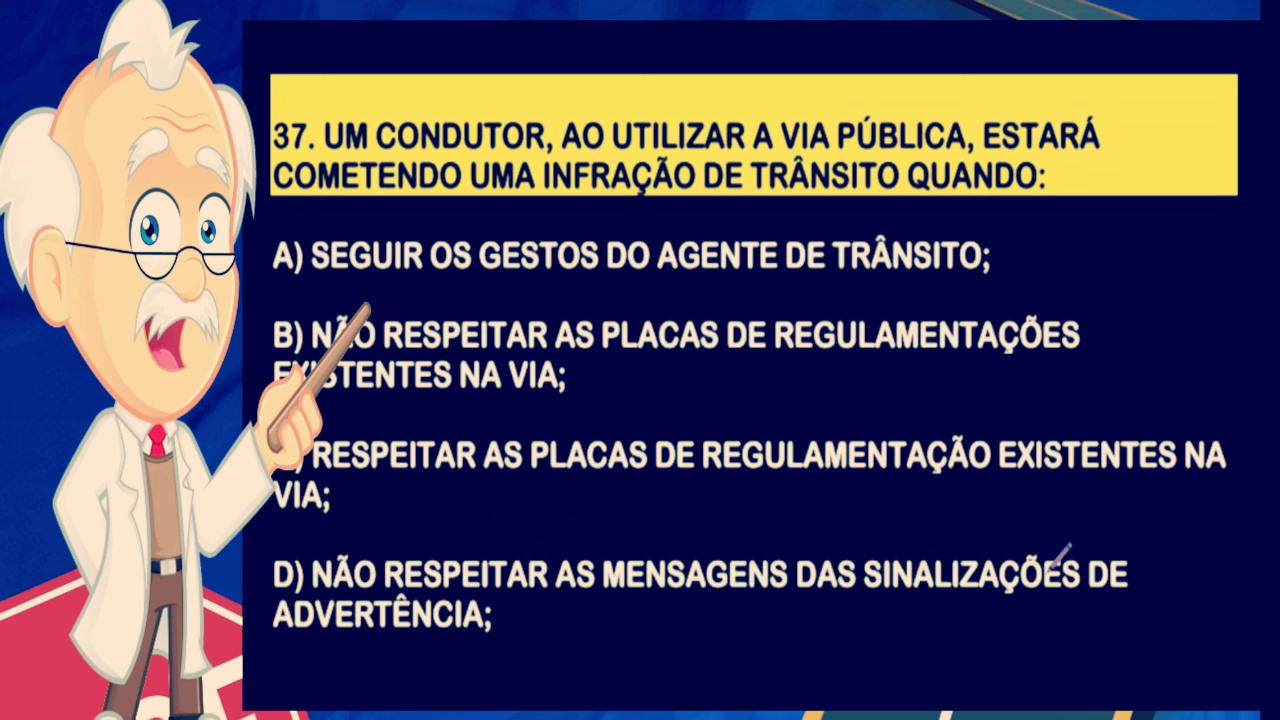 37. UM CONDUTOR, AO UTILIZAR A VIA PÚBLICA, ESTARÁ
COMETENDO UMA INFRAÇÃO DE TRÂNSITO QUANDO:
A) SEGUIR OS GESTOS DO AGENTE DE TRÂNSITO;
B) NÃO RESPEITAR AS PLACAS DE REGULAMENTAÇÕES
EXISTENTES NA VIA;
RESPEITAR AS PLACAS DE REGULAMENTAÇÃO EXISTENTES NA
VIA;
D) NÃO RESPEITAR AS MENSAGENS DAS SINALIZAÇÕES DE
ADVERTÊNCIA;